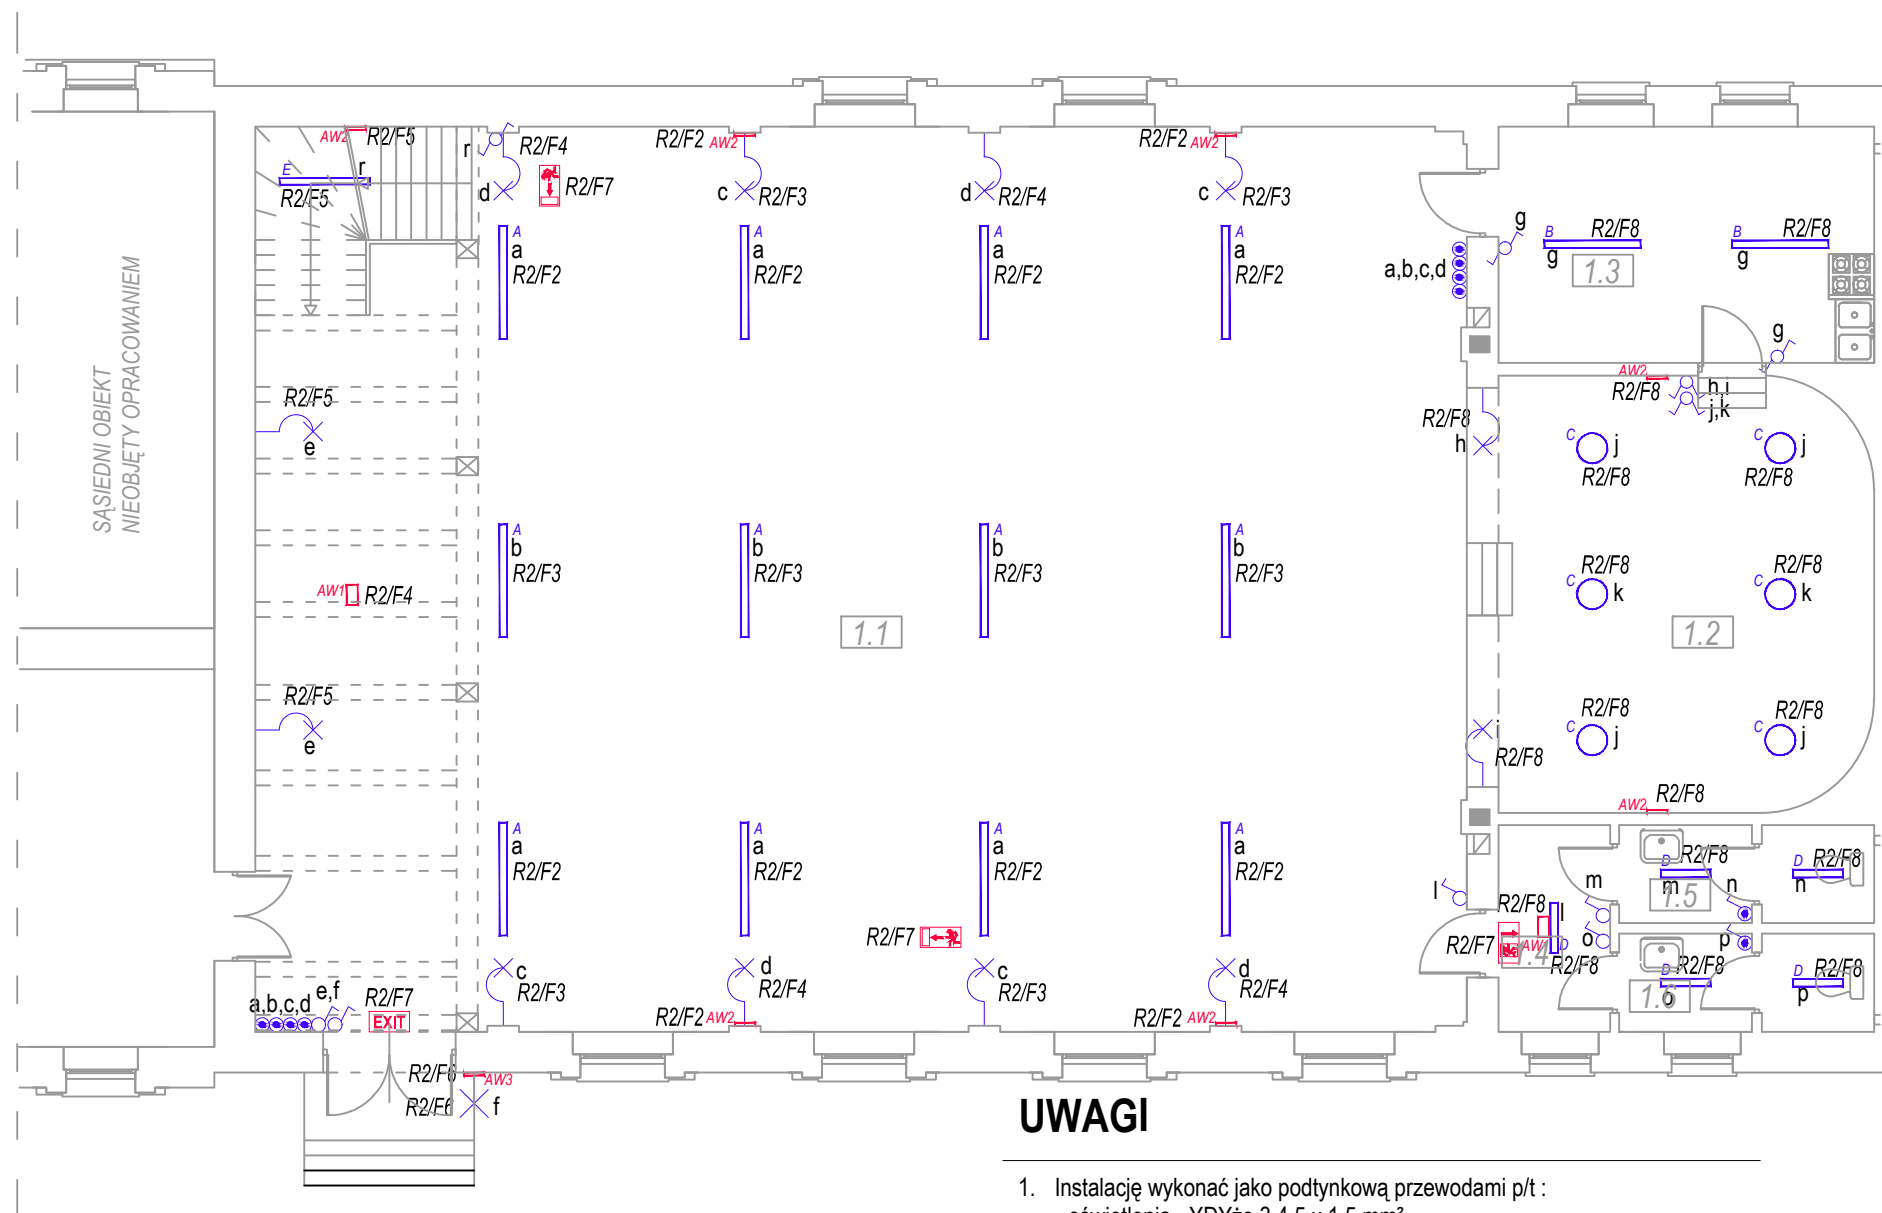 AW2 R2/F5
r R2/F4
R2/F2 AW2
R2/F2 AW2
E r
R2/F5
d R2/F7
c R2/F3
d R2/F4
c R2/F3
g
A a R2/F2
A a R2/F2
A a R2/F2
A a R2/F2
a,b,c,d
B R2/F8 g
B R2/F8 g
1.3
g
SĄSIEDNI OBIEKT
NIEOBJĘTY OPRACOWANIEM
R2/F5
e
AW2
R2/F8
h,i
j,k
R2/F8
h
C j R2/F8
C j R2/F8
A b R2/F3
A b R2/F3
A b R2/F3
A b R2/F3
AW1 R2/F4
R2/F8 C k
R2/F8 C k
1.1
1.2
R2/F5
e
i
R2/F8
R2/F8 C j
R2/F8 C j
AW2 R2/F8
A a R2/F2
A a R2/F2
A a R2/F2
A a R2/F2
D R2/F8 m
D R2/F8 n
m
n
1.5
l
R2/F8
l
R2/F7
R2/F7
1.4
AW1
D
R2/F8
o
p
D R2/F8 o
D R2/F8 p
1.6
c R2/F3
d R2/F4
c R2/F3
d R2/F4
a,b,c,d e,f
R2/F7
EXIT
R2/F2 AW2
R2/F2 AW2
R2/F6 AW3
R2/F6 f
UWAGI
1. Instalację wykonać jako podtynkową przewodami p/t :